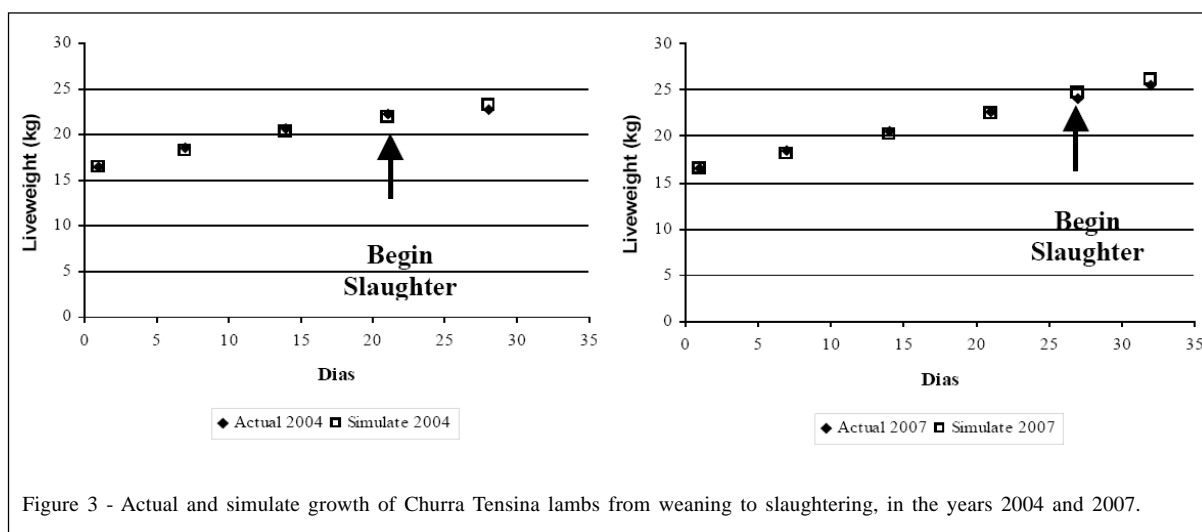 30
25
20
15
10
5
0
Liveweight (kg)
Begin
Slaughter
0 5 10 15 20 25 30 35
Dias
◆ Actual 2004 □ Simulate 2004
30
25
20
15
10
5
0
Liveweight (kg)
Begin
Slaughter
0 5 10 15 20 25 30 35
Dias
◆ Actual 2007 □ Simulate 2007
Figure 3 - Actual and simulate growth of Churra Tensina lambs from weaning to slaughtering, in the years 2004 and 2007.